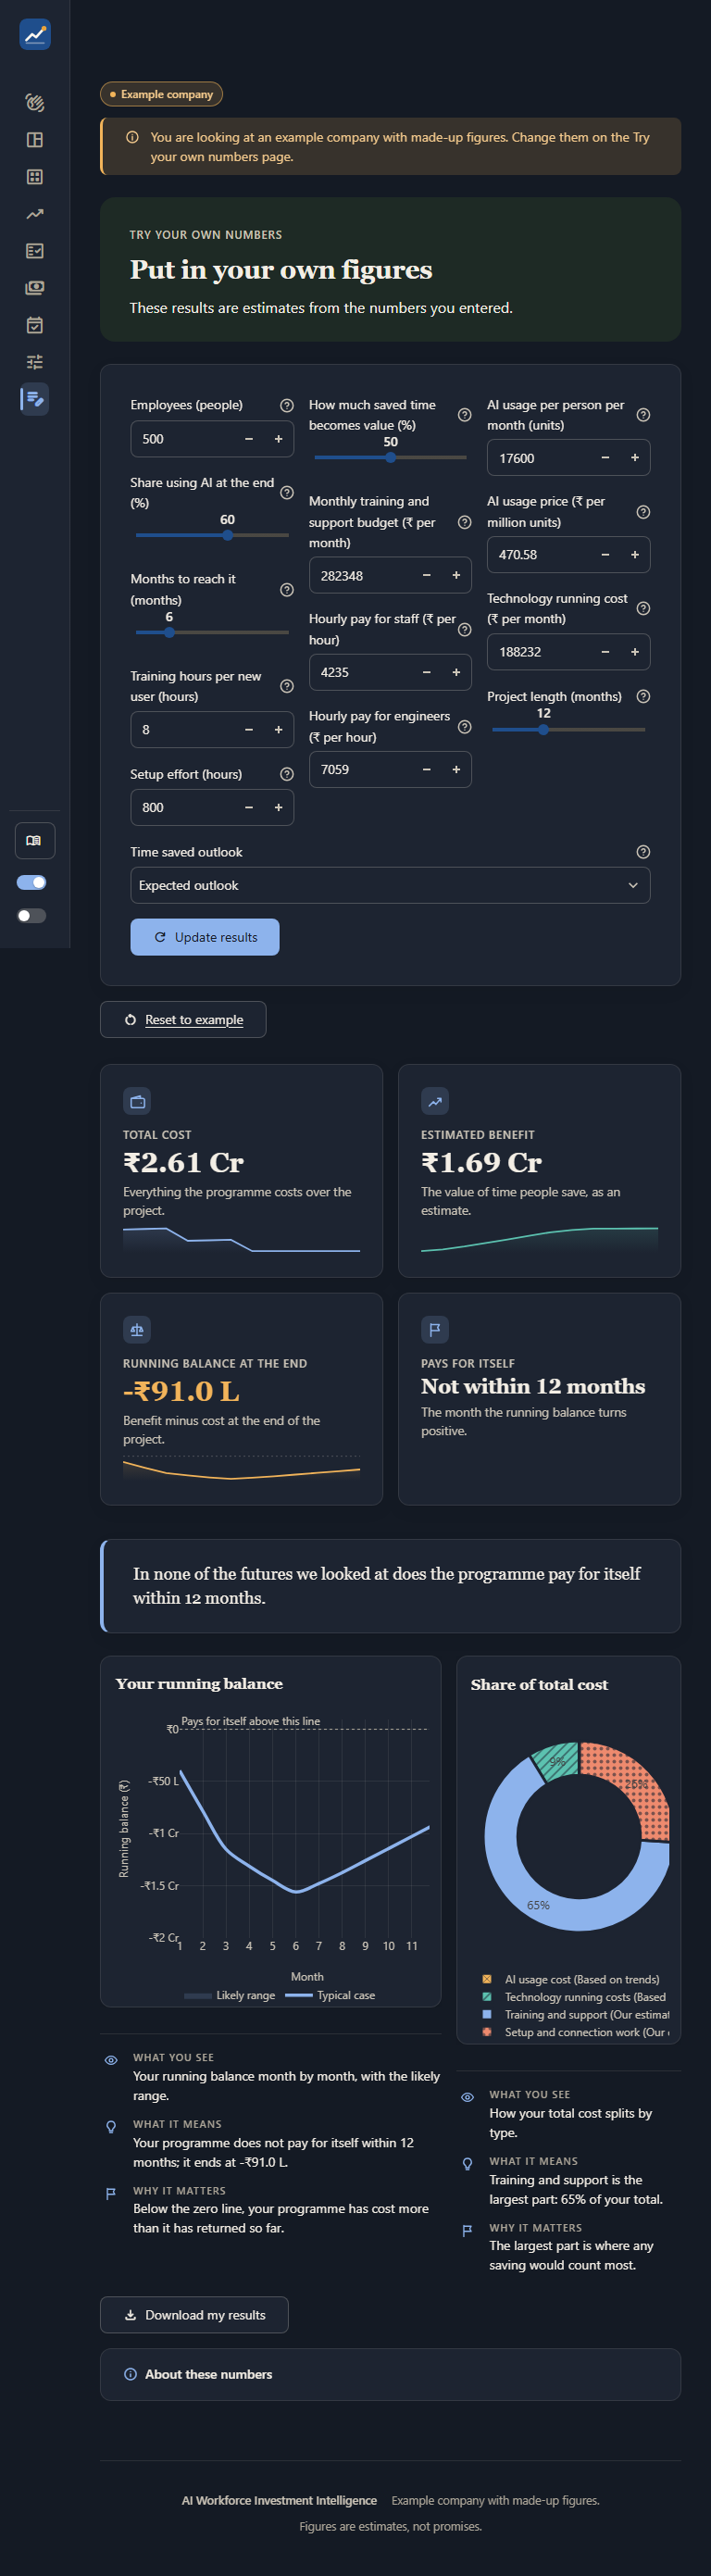 Example company
You are looking at an example company with made-up figures. Change them on the Try
your own numbers page.
TRY YOUR OWN NUMBERS
Put in your own figures
These results are estimates from the numbers you entered.
Employees (people)
500
Share using AI at the end
(%)
60
Months to reach it
(months)
6
Training hours per new
user (hours)
8
Setup effort (hours)
800
How much saved time
becomes value (%)
50
Monthly training and
support budget (₹ per
month)
282348
Hourly pay for staff (₹ per
hour)
4235
Hourly pay for engineers
(₹ per hour)
7059
AI usage per person per
month (units)
17600
AI usage price (₹ per
million units)
470.58
Technology running cost
(₹ per month)
188232
Project length (months)
12
Time saved outlook
Expected outlook
Update results
Reset to example
TOTAL COST
₹2.61 Cr
Everything the programme costs over the
project.
ESTIMATED BENEFIT
₹1.69 Cr
The value of time people save, as an
estimate.
RUNNING BALANCE AT THE END
-₹91.0 L
Benefit minus cost at the end of the
project.
PAYS FOR ITSELF
Not within 12 months
The month the running balance turns
positive.
In none of the futures we looked at does the programme pay for itself
within 12 months.
Your running balance
Pays for itself above this line
₹0
-₹50 L
-₹1 Cr
-₹1.5 Cr
-₹2 Cr
Running balance (₹)
1 2 3 4 5 6 7 8 9 10 11
Month
Likely range Typical case
WHAT YOU SEE
Your running balance month by month, with the likely
range.
WHAT IT MEANS
Your programme does not pay for itself within 12
months; it ends at -₹91.0 L.
WHY IT MATTERS
Below the zero line, your programme has cost more
than it has returned so far.
Share of total cost
9%
26%
65%
AI usage cost (Based on trends)
Technology running costs (Based
Training and support (Our estimat
Setup and connection work (Our
WHAT YOU SEE
How your total cost splits by
type.
WHAT IT MEANS
Training and support is the
largest part: 65% of your total.
WHY IT MATTERS
The largest part is where any
saving would count most.
Download my results
About these numbers
AI Workforce Investment Intelligence Example company with made-up figures.
Figures are estimates, not promises.